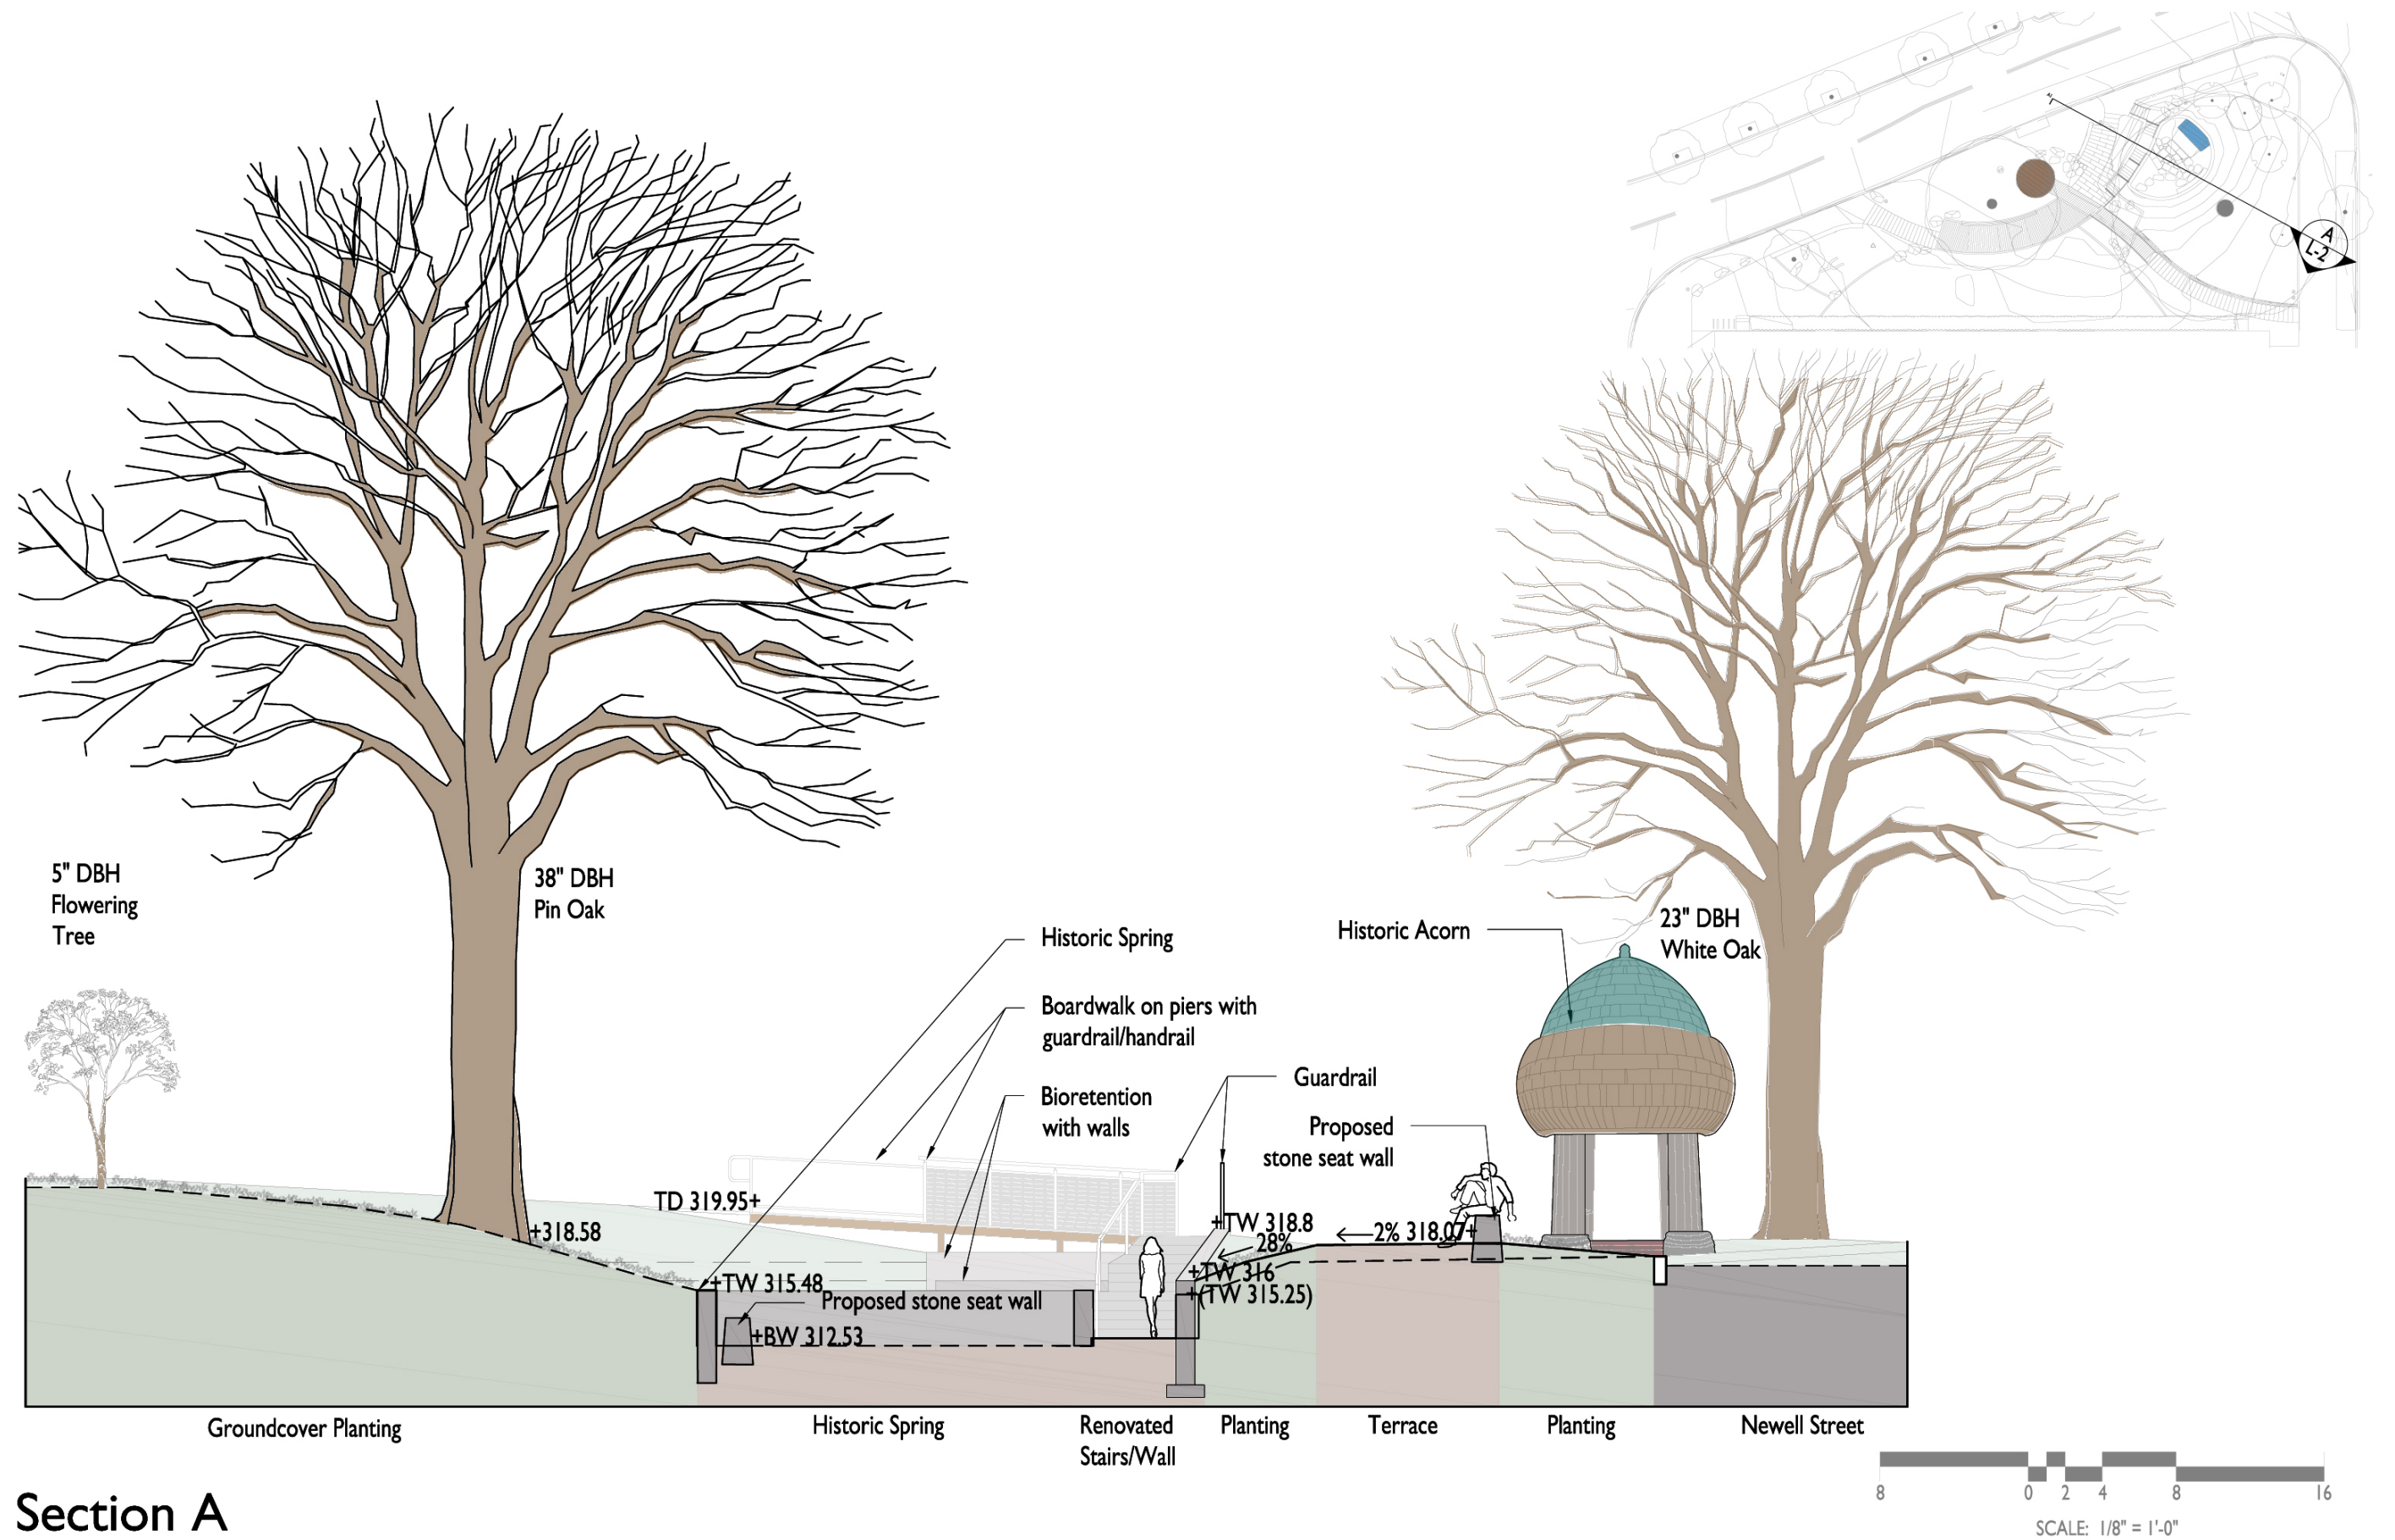 A
L-2
5" DBH
Flowering
Tree
38" DBH
Pin Oak
Historic Spring
Boardwalk on piers with
guardrail/handrail
Bioretention
with walls
Historic Acorn
23" DBH
White Oak
Guardrail
Proposed
stone seat wall
TD 319.95+
+318.58
+TW 318.8
28%
2% 318.07+
+TW 316
+(TW 315.25)
+TW 315.48
Proposed stone seat wall
+BW 312.53
Groundcover Planting
Historic Spring
Renovated
Stairs/Wall
Planting
Terrace
Planting
Newell Street
8 0 2 4 8 16
SCALE: 1/8" = 1'-0"
Section A